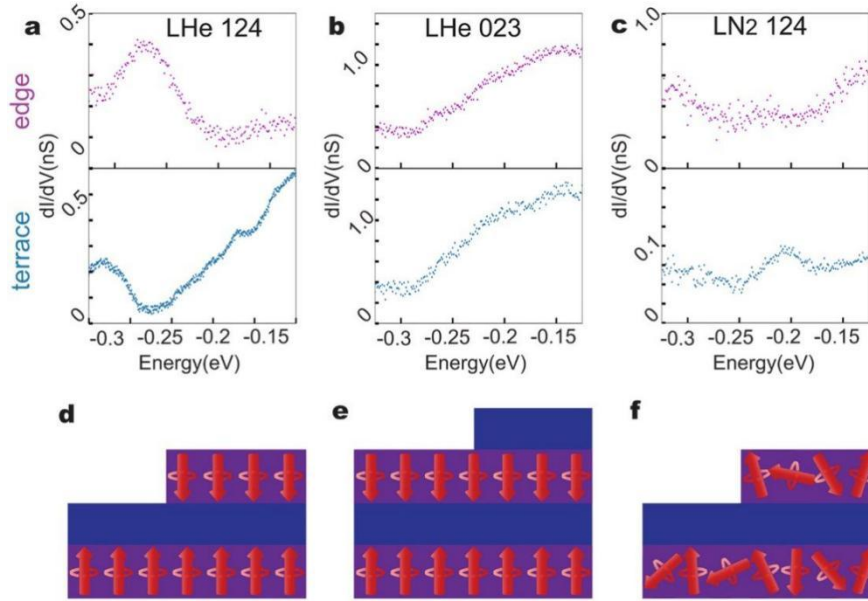 a LHe 124
b LHe 023
c LN2 124
edge
dI/dV(nS)
0.5
0
dI/dV(nS)
1.0
0
dI/dV(nS)
1.0
0
terrace
0.5
0
1.0
0
0.1
0
-0.3 -0.25 -0.2 -0.15
-0.3 -0.25 -0.2 -0.15
-0.3 -0.25 -0.2 -0.15
Energy(eV)
Energy(eV)
Energy(eV)
d
e
f